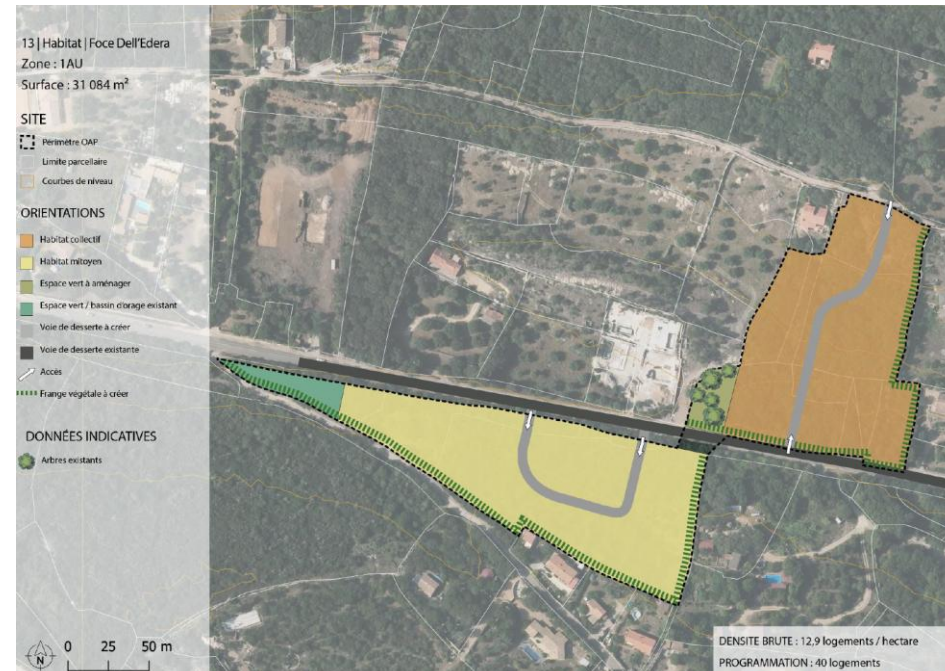 13 | Habitat | Foce Dell'Edera
Zone : 1AU
Surface : 31 084 m²
SITE
Périmètre OAP
Limite parcellaire
Courbes de niveau
ORIENTATIONS
Habitat collectif
Habitat mitoyen
Espace vert à aménager
Espace vert / bassin d'orage existant
Voie de desserte à créer
Voie de desserte existante
Accès
Frange végétale à créer
DONNÉES INDICATIVES
Arbres existants
N
0 25 50 m
DENSITE BRUTE : 12,9 logements / hectare
PROGRAMMATION : 40 logements